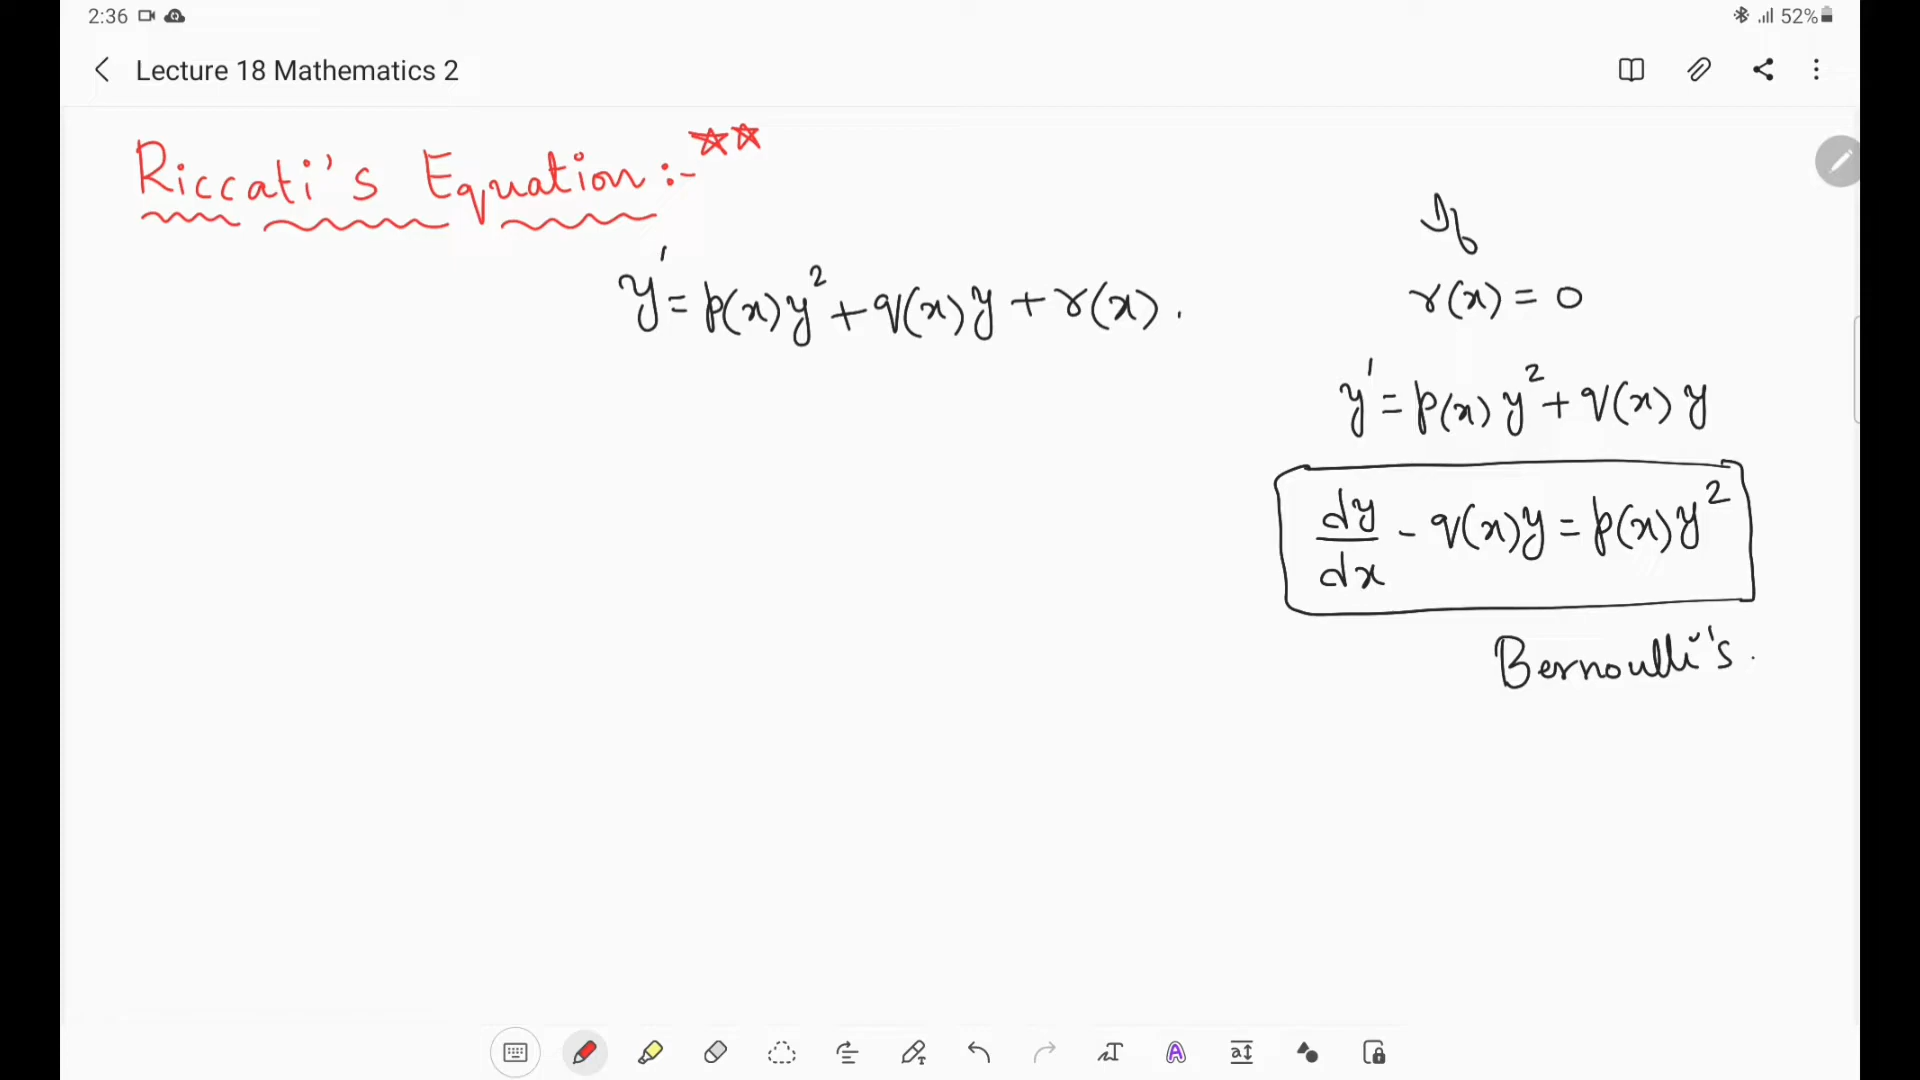 2:36
52%
Lecture 18 Mathematics 2
Riccati's Equation :-
y' = p(x)y² + q(x)y + r(x).
If
r(x) = 0
y' = p(x) y² + q(x) y
dy/dx - q(x)y = p(x)y²
Bernoulli's.